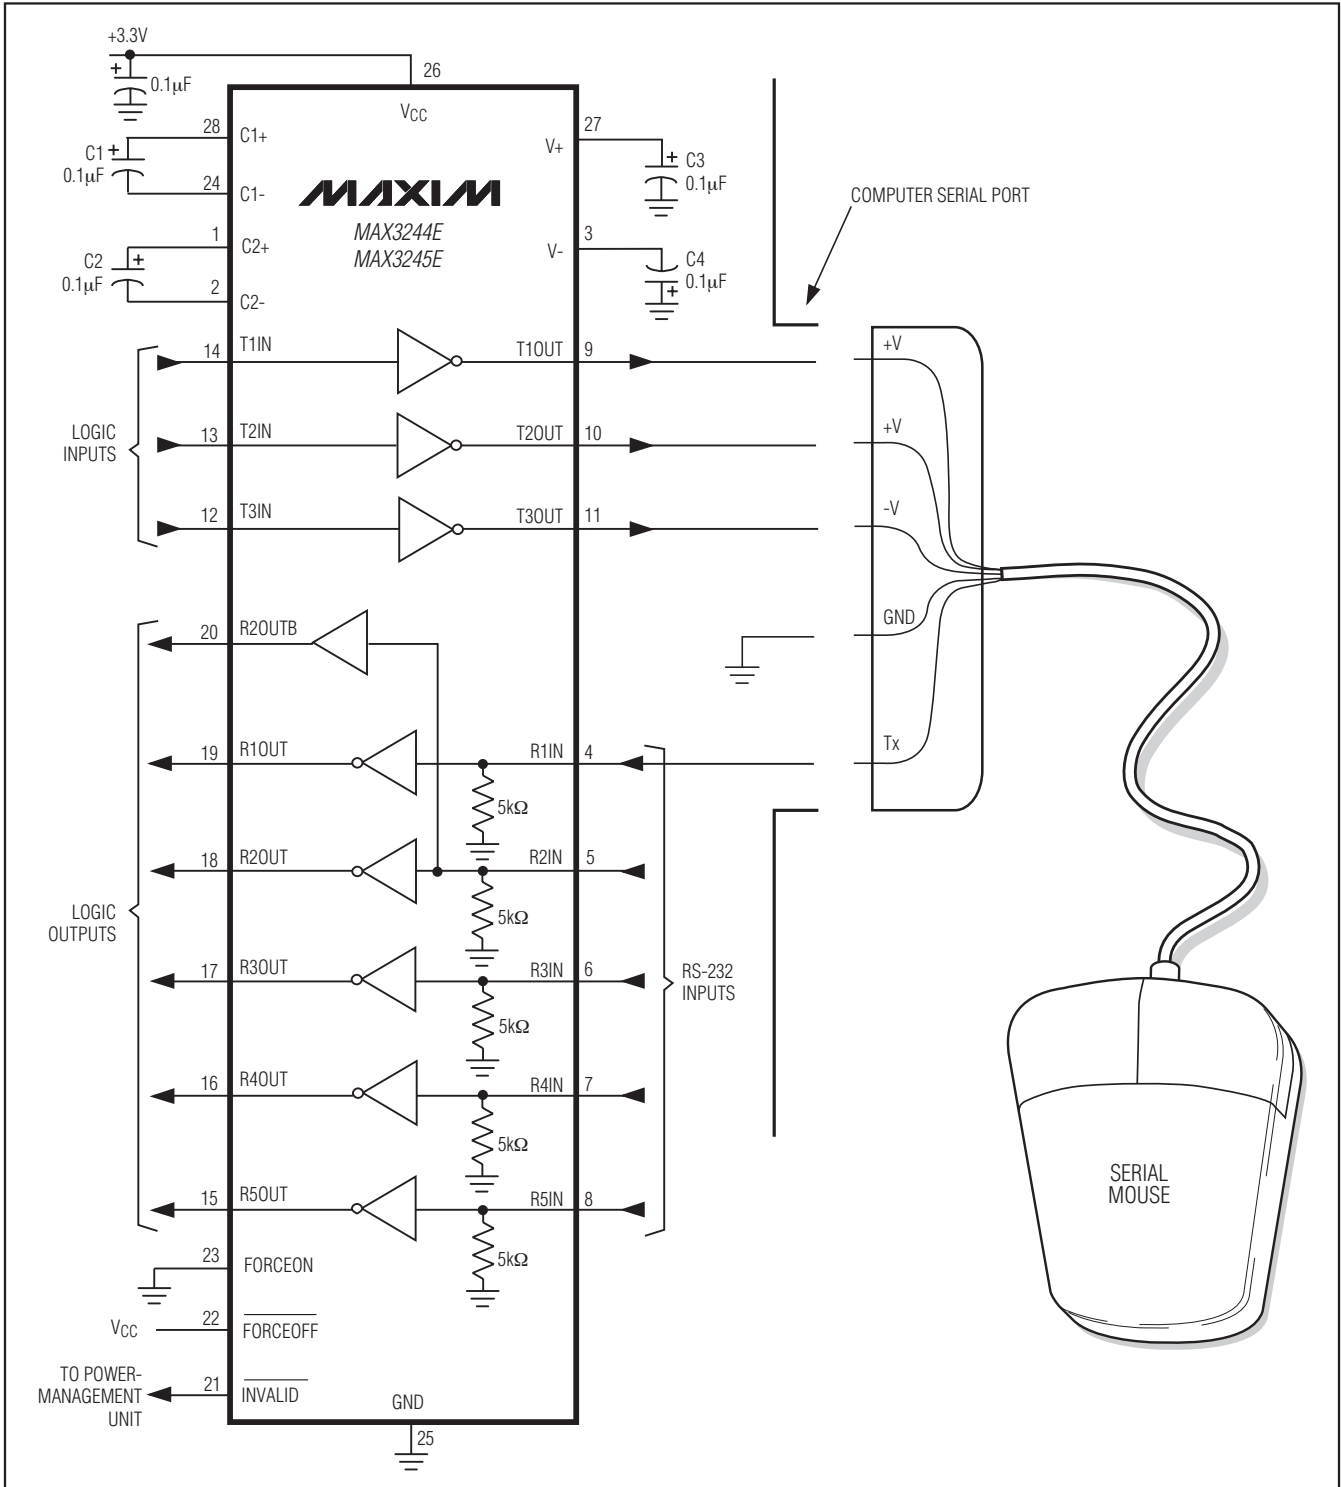 +3.3V
+
0.1µF
26
VCC
28
C1+
C1
+
0.1µF
24
C1-
1
C2+
C2
+
0.1µF
2
C2-
MAXIM
MAX3244E
MAX3245E
27
V+
+
C3
0.1µF
3
V-
C4
0.1µF
+
COMPUTER SERIAL PORT
LOGIC
INPUTS
14
T1IN
T1OUT
9
13
T2IN
T2OUT
10
12
T3IN
T3OUT
11
+V
+V
-V
GND
Tx
LOGIC
OUTPUTS
20
R2OUTB
19
R1OUT
R1IN
4
5kΩ
18
R2OUT
R2IN
5
5kΩ
17
R3OUT
R3IN
6
5kΩ
16
R4OUT
R4IN
7
5kΩ
15
R5OUT
R5IN
8
5kΩ
RS-232
INPUTS
23
FORCEON
VCC
22
FORCEOFF
TO POWER-
MANAGEMENT
UNIT
21
INVALID
GND
25
SERIAL
MOUSE